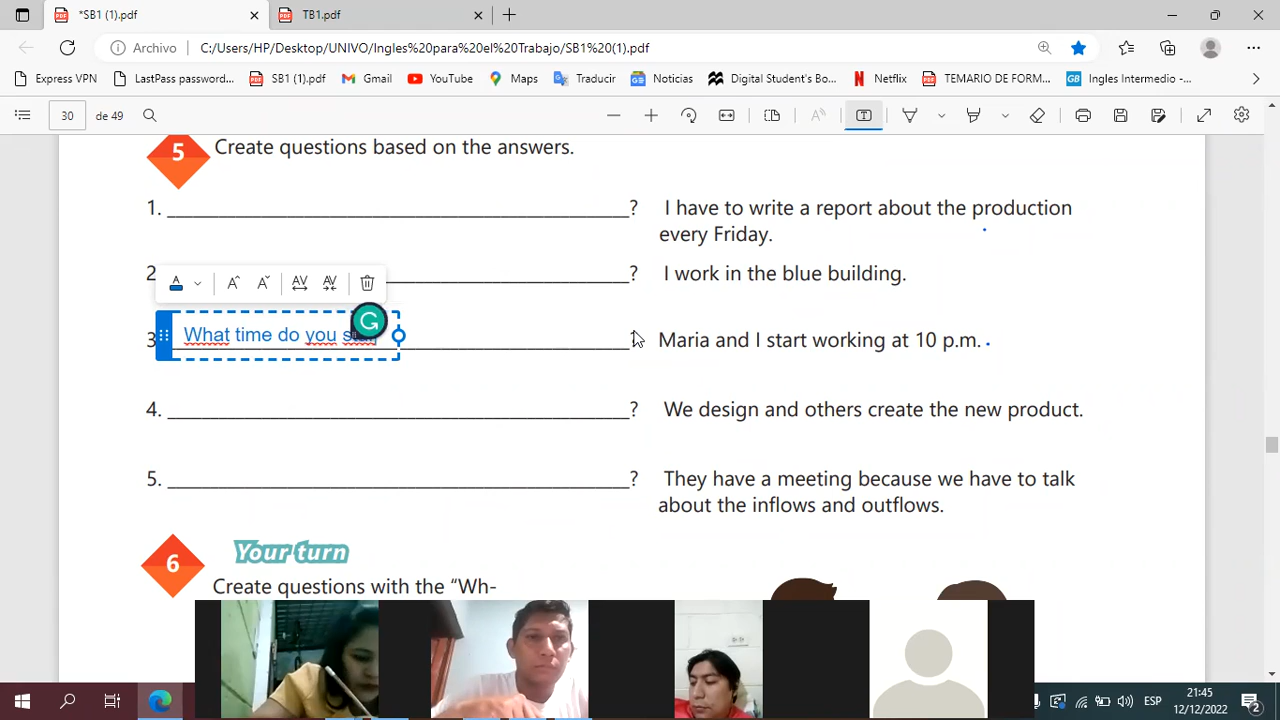 *SB1 (1).pdf
TB1.pdf
Archivo C:/Users/HP/Desktop/UNIVO/Ingles%20para%20el%20Trabajo/SB1%20(1).pdf
Express VPN LastPass password... SB1 (1).pdf Gmail YouTube Maps Traducir Noticias Digital Student's Bo... Netflix TEMARIO DE FORM... Ingles Intermedio -...
30 de 49
5 Create questions based on the answers.
1. ? I have to write a report about the production
every Friday.
2 ? I work in the blue building.
3 What time do you Maria and I start working at 10 p.m.
4. ? We design and others create the new product.
5. ? They have a meeting because we have to talk
about the inflows and outflows.
6 Your turn
Create questions with the “Wh-
ESP
21:45
12/12/2022
2